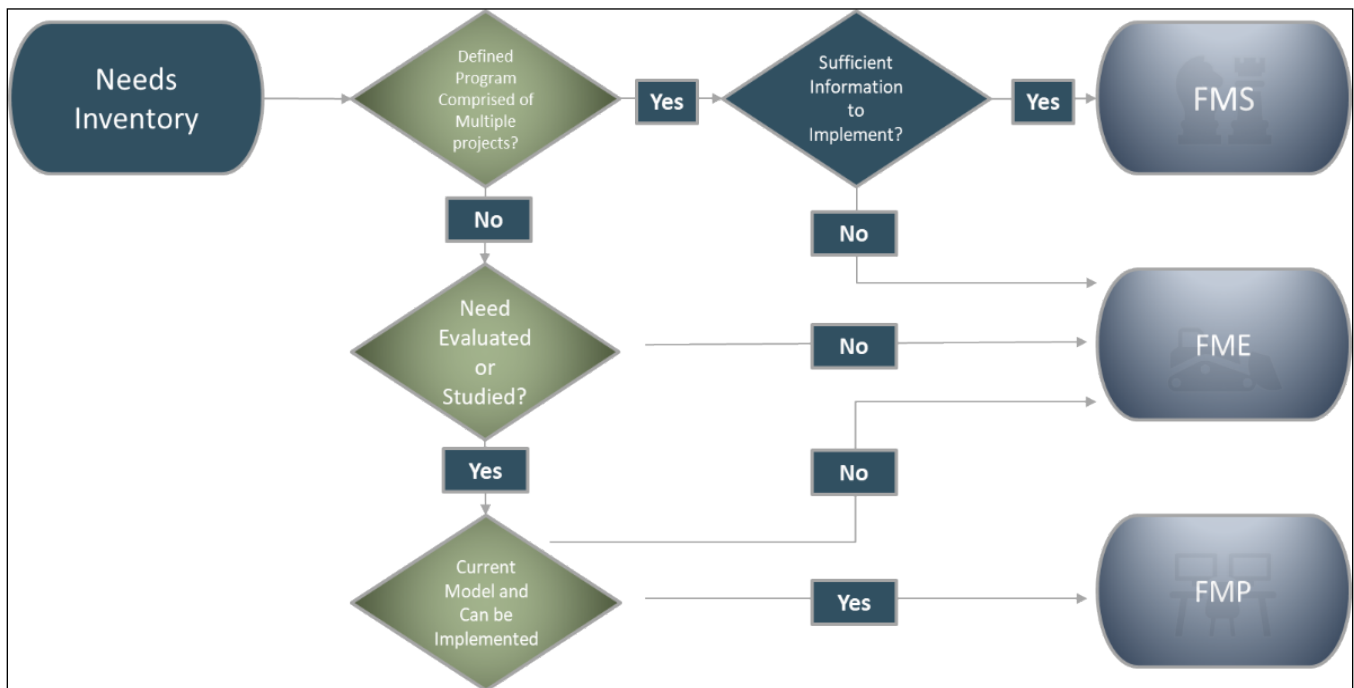 Needs
Inventory
Defined
Program
Comprised of
Multiple
projects?
Yes
Sufficient
Information
to
Implement?
Yes
FMS
No
No
Need
Evaluated
or
Studied?
No
FME
Yes
No
Current
Model and
Can be
Implemented
Yes
FMP